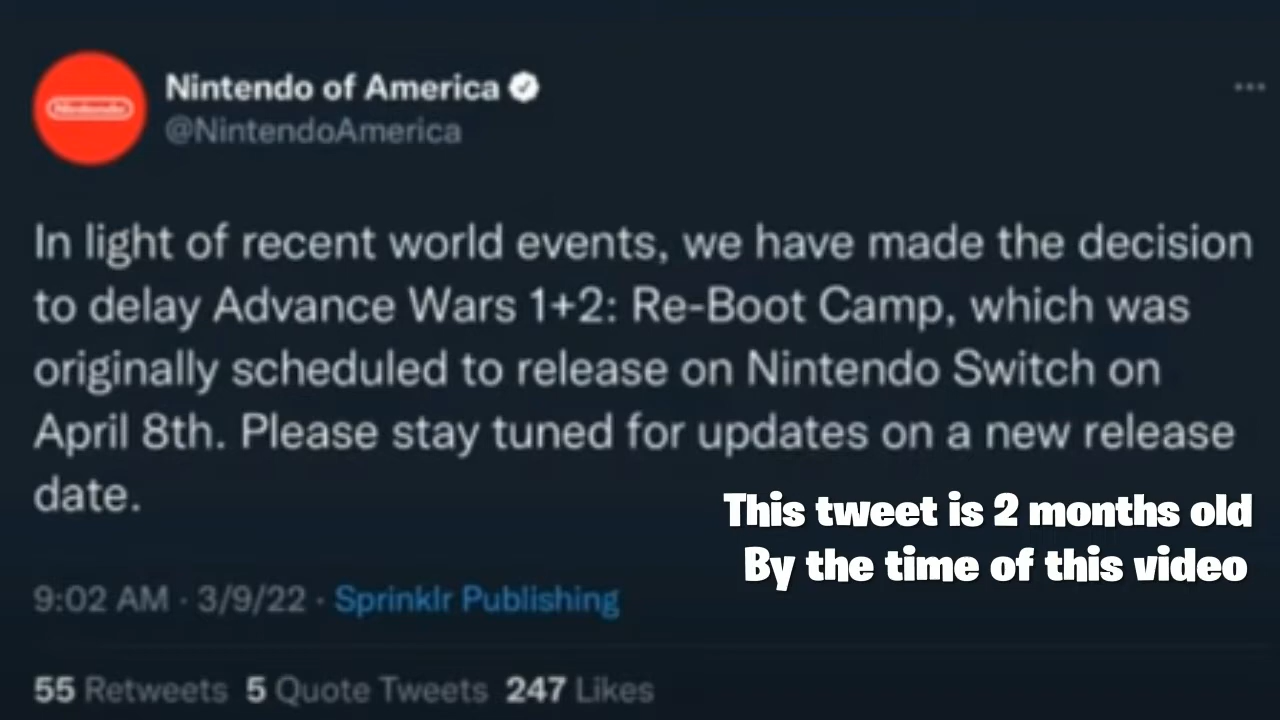 Nintendo
Nintendo of America
@NintendoAmerica
In light of recent world events, we have made the decision
to delay Advance Wars 1+2: Re-Boot Camp, which was
originally scheduled to release on Nintendo Switch on
April 8th. Please stay tuned for updates on a new release
date.
This tweet is 2 months old
By the time of this video
9:02 AM · 3/9/22 · Sprinklr Publishing
55 Retweets 5 Quote Tweets 247 Likes